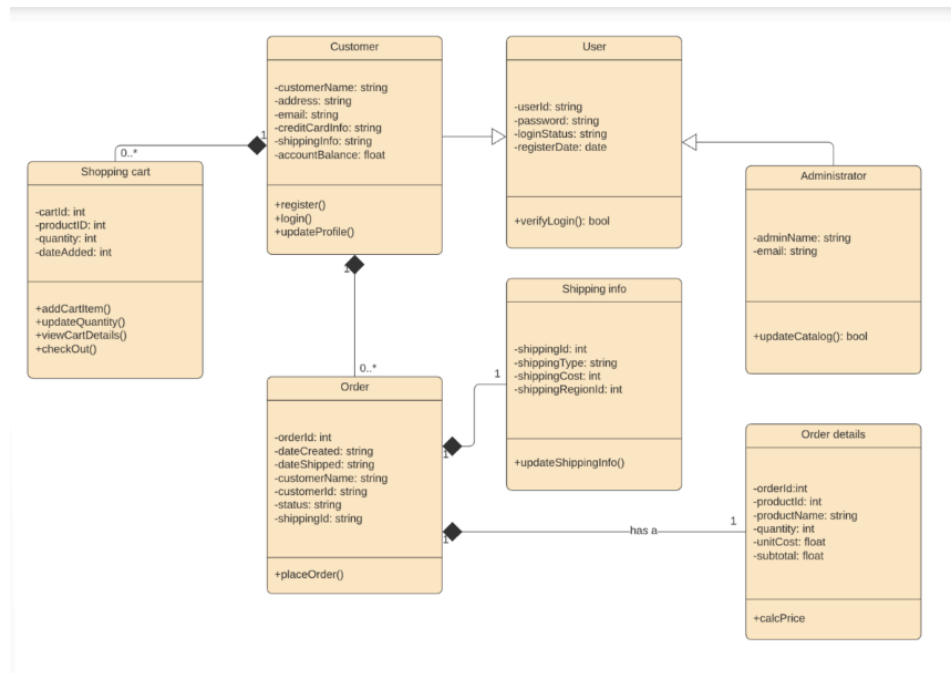 Customer
-customerName: string
-address: string
-email: string
-creditCardInfo: string
-shippingInfo: string
-accountBalance: float
+register()
+login()
+updateProfile()
User
-userId: string
-password: string
-loginStatus: string
-registerDate: date
+verifyLogin(): bool
1
0..*
Shopping cart
-cartId: int
-productID: int
-quantity: int
-dateAdded: int
+addCartItem()
+updateQuantity()
+viewCartDetails()
+checkOut()
Administrator
-adminName: string
-email: string
+updateCatalog(): bool
1
0..*
Shipping info
-shippingId: int
-shippingType: string
-shippingCost: int
-shippingRegionId: int
+updateShippingInfo()
Order
-orderId: int
-dateCreated: string
-dateShipped: string
-customerName: string
-customerId: string
-status: string
-shippingId: string
+placeOrder()
1
1
1
has a
1
Order details
-orderId:int
-productId: int
-productName: string
-quantity: int
-unitCost: float
-subtotal: float
+calcPrice